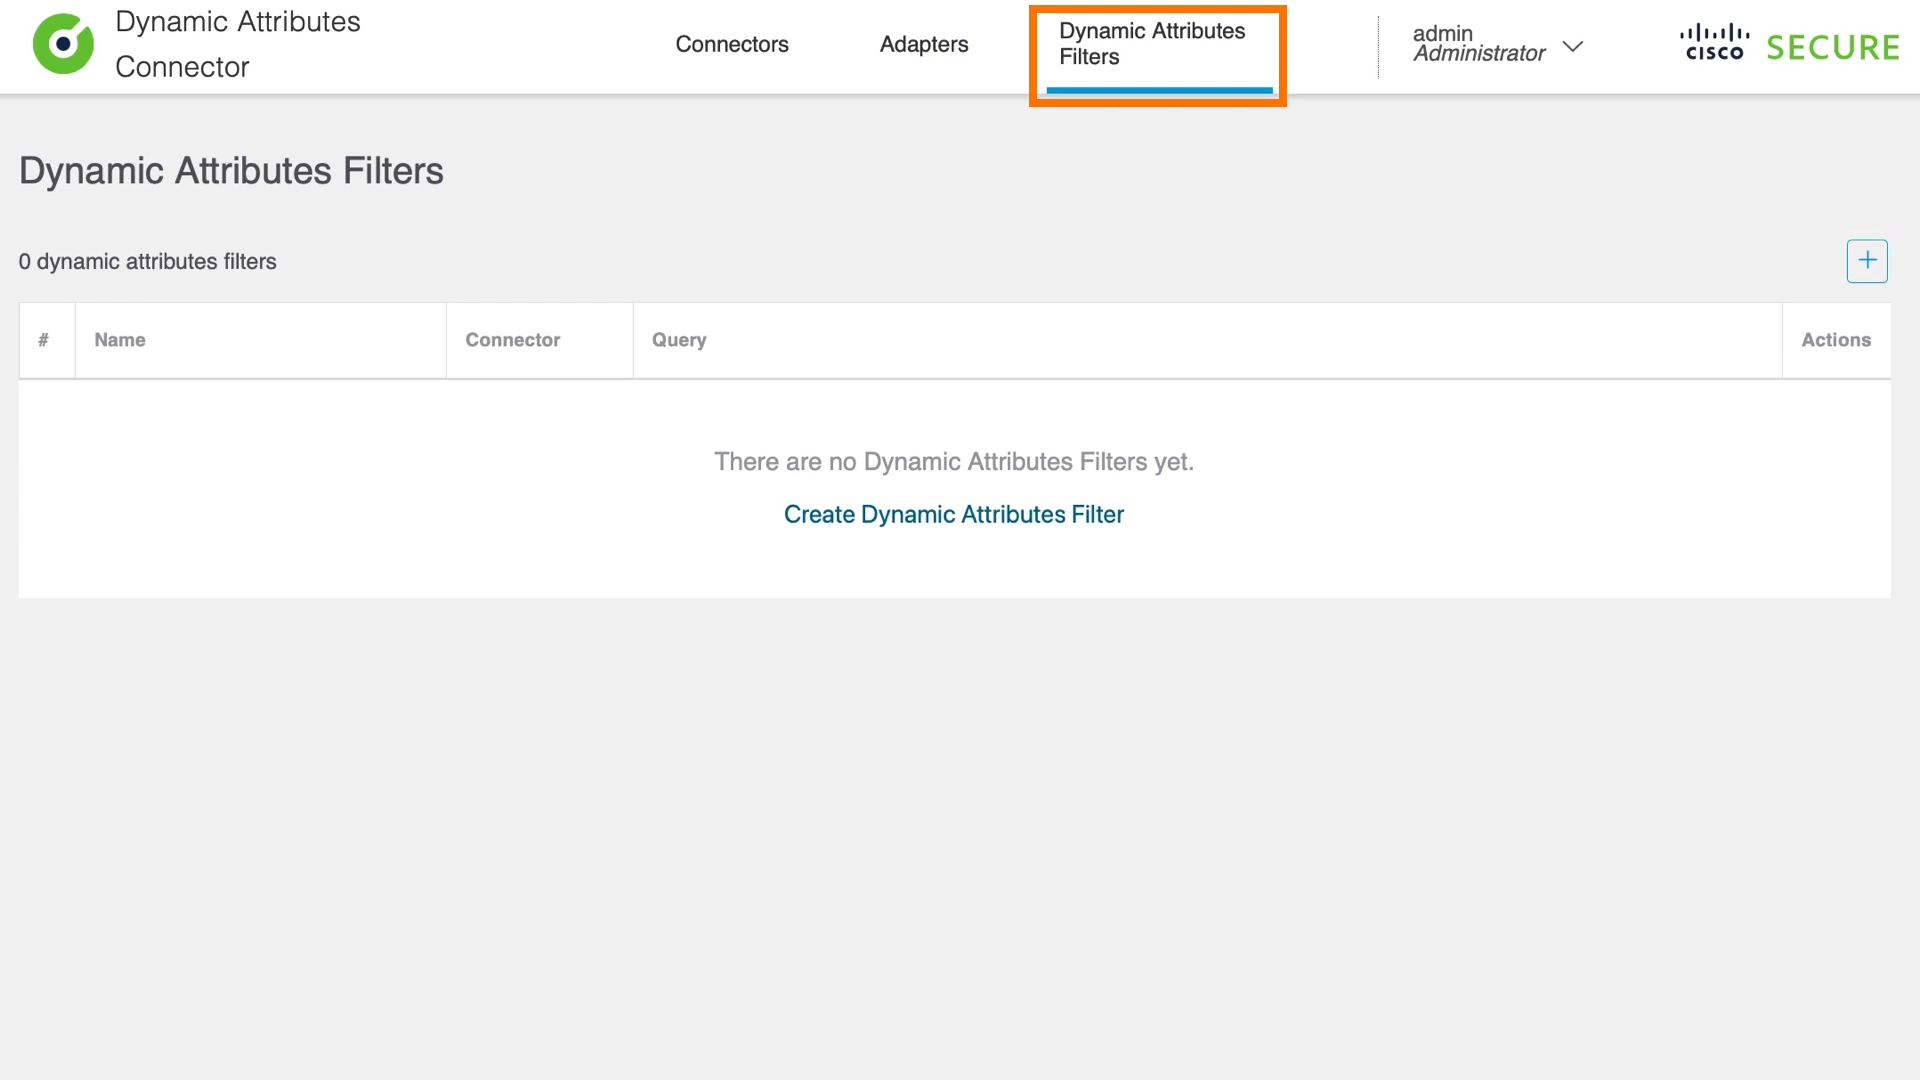 Dynamic Attributes
Connector
Connectors
Adapters
Dynamic Attributes
Filters
admin
Administrator
cisco SECURE
Dynamic Attributes Filters
0 dynamic attributes filters
# Name Connector Query Actions
There are no Dynamic Attributes Filters yet.
Create Dynamic Attributes Filter